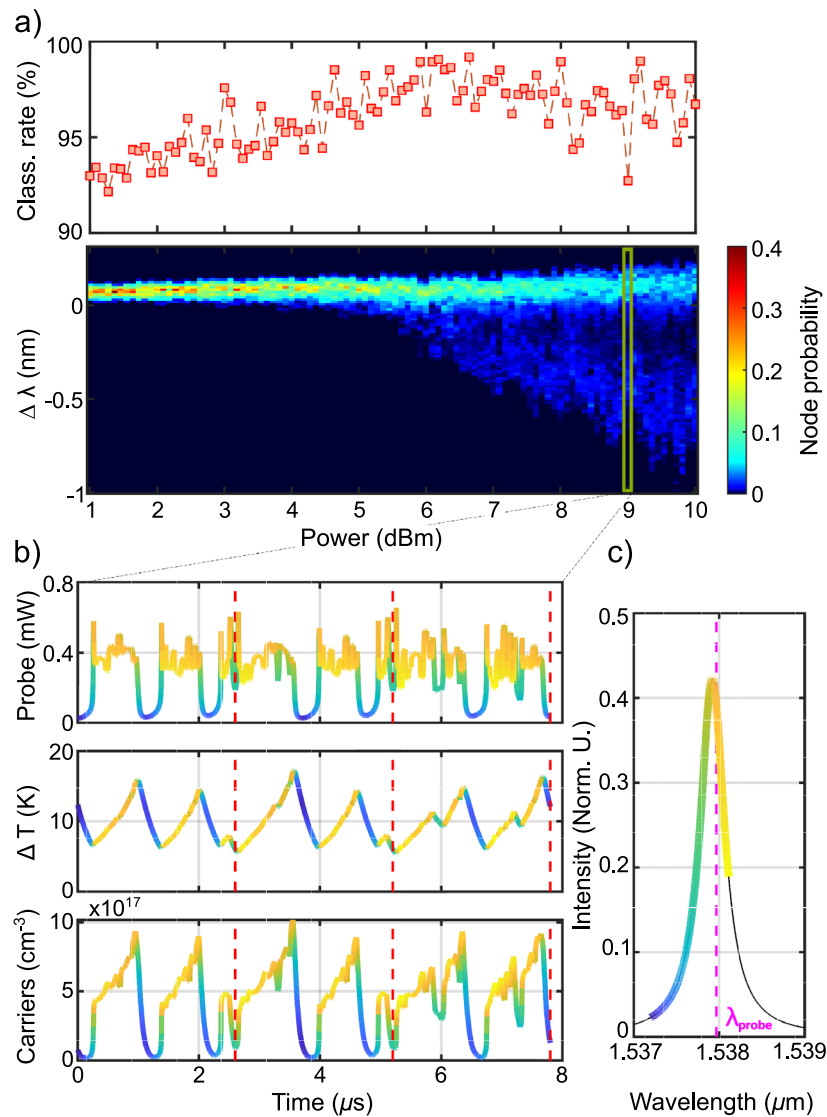 a)
100
95
90
Class. rate (%)
0
-0.5
-1
Δ λ (nm)
1 2 3 4 5 6 7 8 9 10
Power (dBm)
0.4
0.3
0.2
0.1
0
Node probability
b)
0.8
0.4
0
Probe (mW)
20
10
0
Δ T (K)
x10¹⁷
10
5
0
Carriers (cm⁻³)
0 2 4 6 8
Time (µs)
c)
0.5
0.4
0.3
0.2
0.1
0
Intensity (Norm. U.)
λprobe
1.537 1.538 1.539
Wavelength (µm)